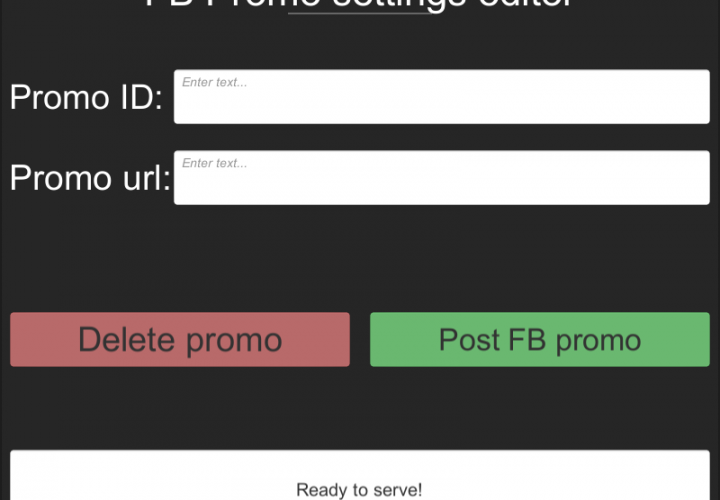 FB Promo settings editor
Promo ID:
Enter text...
Promo url:
Enter text...
Delete promo
Post FB promo
Ready to serve!